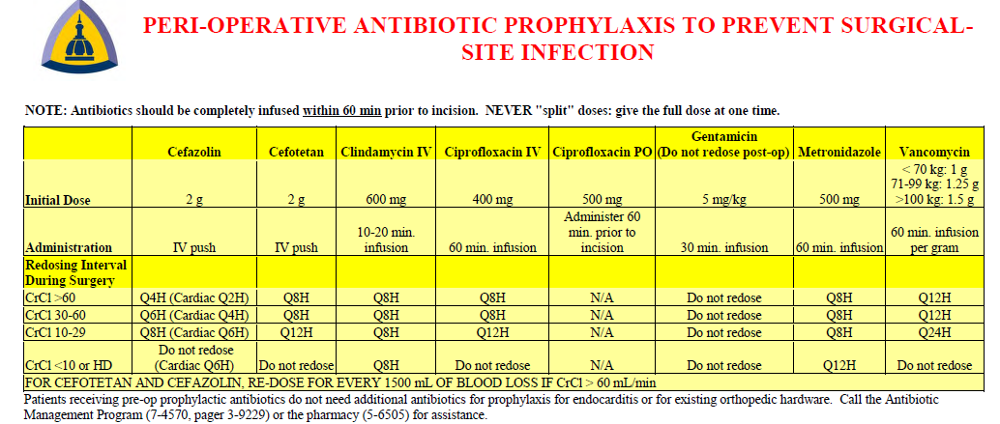 PERI-OPERATIVE ANTIBIOTIC PROPHYLAXIS TO PREVENT SURGICAL-
SITE INFECTION
NOTE: Antibiotics should be completely infused within 60 min prior to incision. NEVER "split" doses: give the full dose at one time.
Cefazolin Cefotetan Clindamycin IV Ciprofloxacin IV Ciprofloxacin PO Gentamicin (Do not redose post-op) Metronidazole Vancomycin
Initial Dose 2 g 2 g 600 mg 400 mg 500 mg 5 mg/kg 500 mg < 70 kg: 1 g 71-99 kg: 1.25 g >100 kg: 1.5 g
Administration IV push IV push 10-20 min. infusion 60 min. infusion Administer 60 min. prior to incision 30 min. infusion 60 min. infusion 60 min. infusion per gram
Redosing Interval
During Surgery
CrCl >60 Q4H (Cardiac Q2H) Q8H Q8H Q8H N/A Do not redose Q8H Q12H
CrCl 30-60 Q6H (Cardiac Q4H) Q8H Q8H Q8H N/A Do not redose Q8H Q12H
CrCl 10-29 Q8H (Cardiac Q6H) Q12H Q8H Q12H N/A Do not redose Q8H Q24H
CrCl <10 or HD Do not redose (Cardiac Q6H) Do not redose Q8H Do not redose N/A Do not redose Q12H Do not redose
FOR CEFOTETAN AND CEFAZOLIN, RE-DOSE FOR EVERY 1500 mL OF BLOOD LOSS IF CrCl > 60 mL/min
Patients receiving pre-op prophylactic antibiotics do not need additional antibiotics for prophylaxis for endocarditis or for existing orthopedic hardware. Call the Antibiotic
Management Program (7-4570, pager 3-9229) or the pharmacy (5-6505) for assistance.